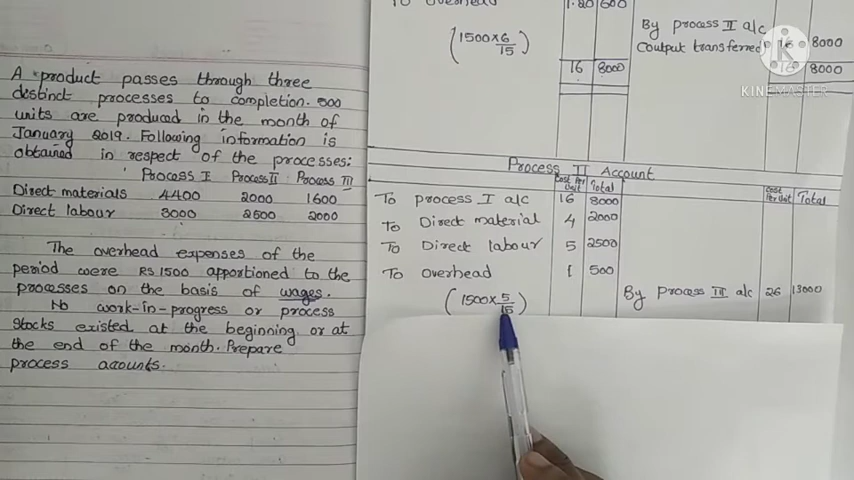 A product passes through three
distinct processes to completion. 500
units are produced in the month of
January 2019. Following information is
obtained in respect of the processes:
Process I Process II Process III
Direct materials 4400 2000 1600
Direct labour 3000 2500 2000
The overhead expenses of the
period were RS 1500 apportioned to the
processes on the basis of wages.
No work-in-progress or process
stocks existed at the beginning or at
the end of the month. Prepare
process accounts.
To overhead 1.20 600
(1500 × 6/15)
By process II a/c
(output transferred) 16 8000
16 8000 16 8000
KINEMASTER
Process II Account
Cost Per Unit Total Cost Per Unit Total
To process I a/c 16 8000
To Direct material 4 2000
To Direct labour 5 2500
To overhead 1 500
(1500 × 5/15)
By process III a/c 26 13000